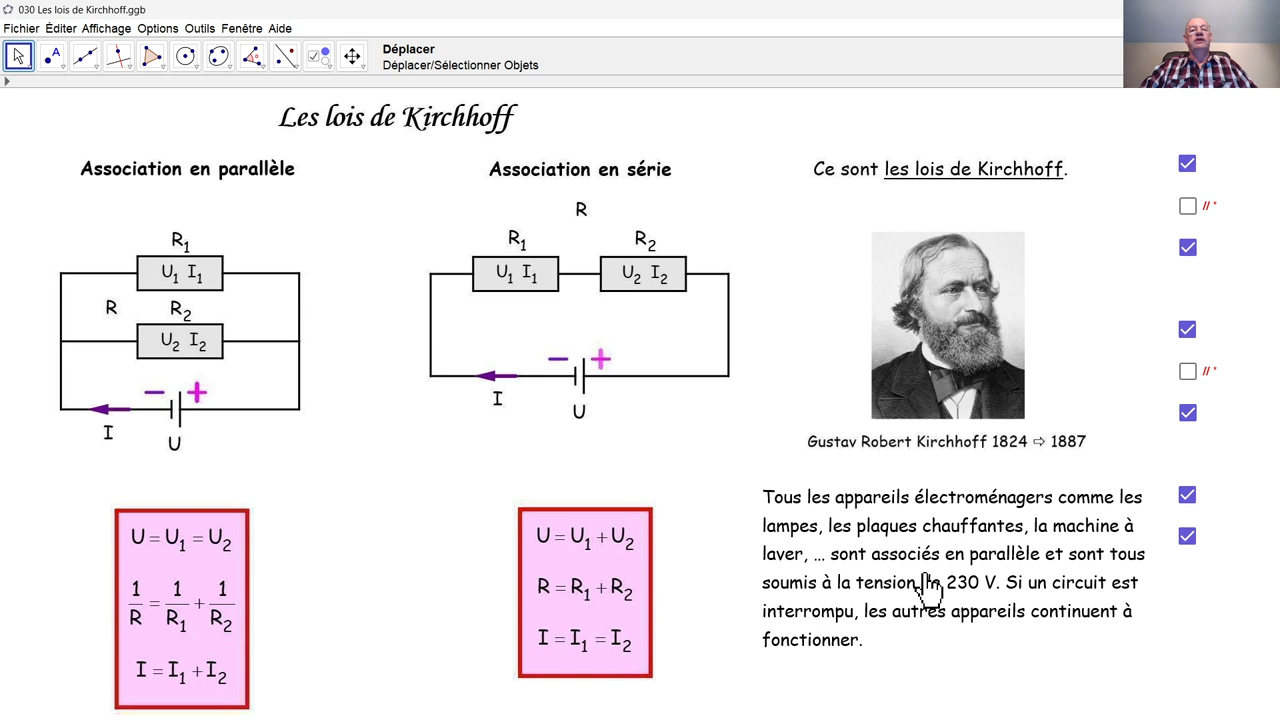 030 Les lois de Kirchhoff.ggb
Fichier Éditer Affichage Options Outils Fenêtre Aide
Déplacer
Déplacer/Sélectionner Objets
A
Les lois de Kirchhoff
Association en parallèle
R₁
U₁ I₁
R
R₂
U₂ I₂
− +
I
U
U = U₁ = U₂
1/R = 1/R₁ + 1/R₂
I = I₁ + I₂
Association en série
R
R₁ R₂
U₁ I₁ U₂ I₂
− +
I
U
U = U₁ + U₂
R = R₁ + R₂
I = I₁ = I₂
Ce sont les lois de Kirchhoff.
Gustav Robert Kirchhoff 1824 ⇨ 1887
Tous les appareils électroménagers comme les
lampes, les plaques chauffantes, la machine à
laver, ... sont associés en parallèle et sont tous
soumis à la tension 230 V. Si un circuit est
interrompu, les autres appareils continuent à
fonctionner.
// *
// *